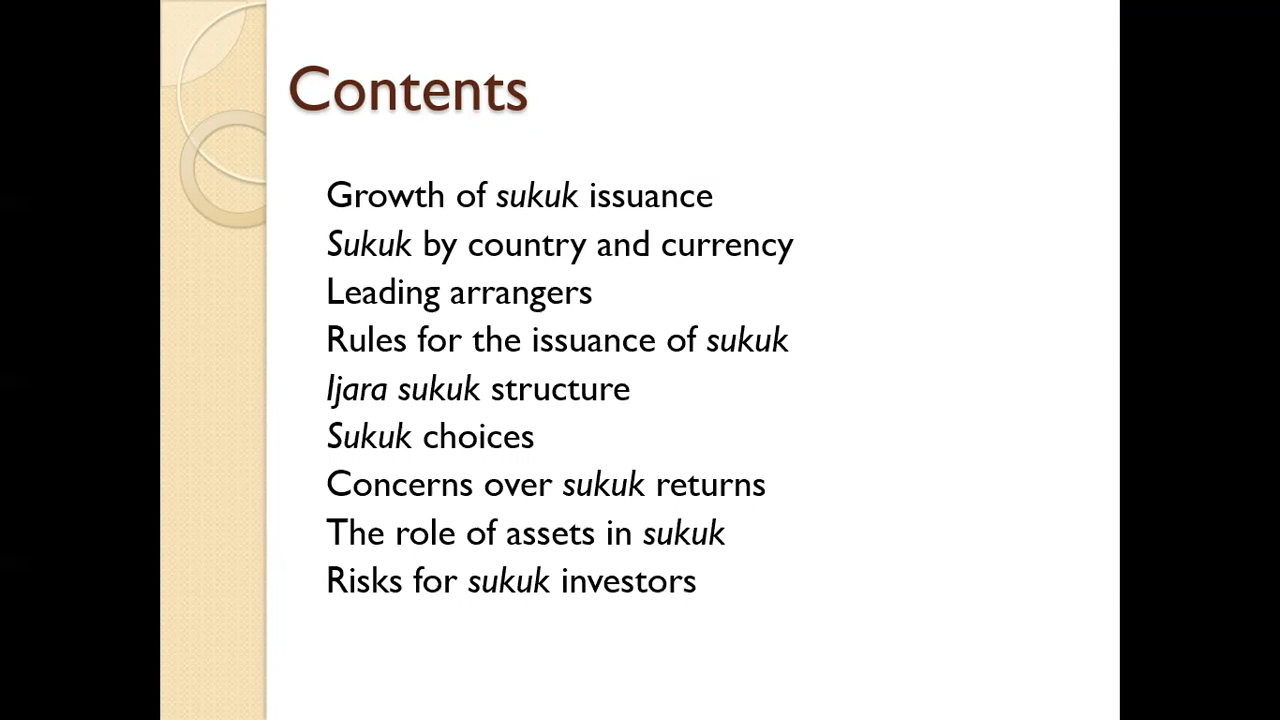 Contents
Growth of sukuk issuance
Sukuk by country and currency
Leading arrangers
Rules for the issuance of sukuk
Ijara sukuk structure
Sukuk choices
Concerns over sukuk returns
The role of assets in sukuk
Risks for sukuk investors